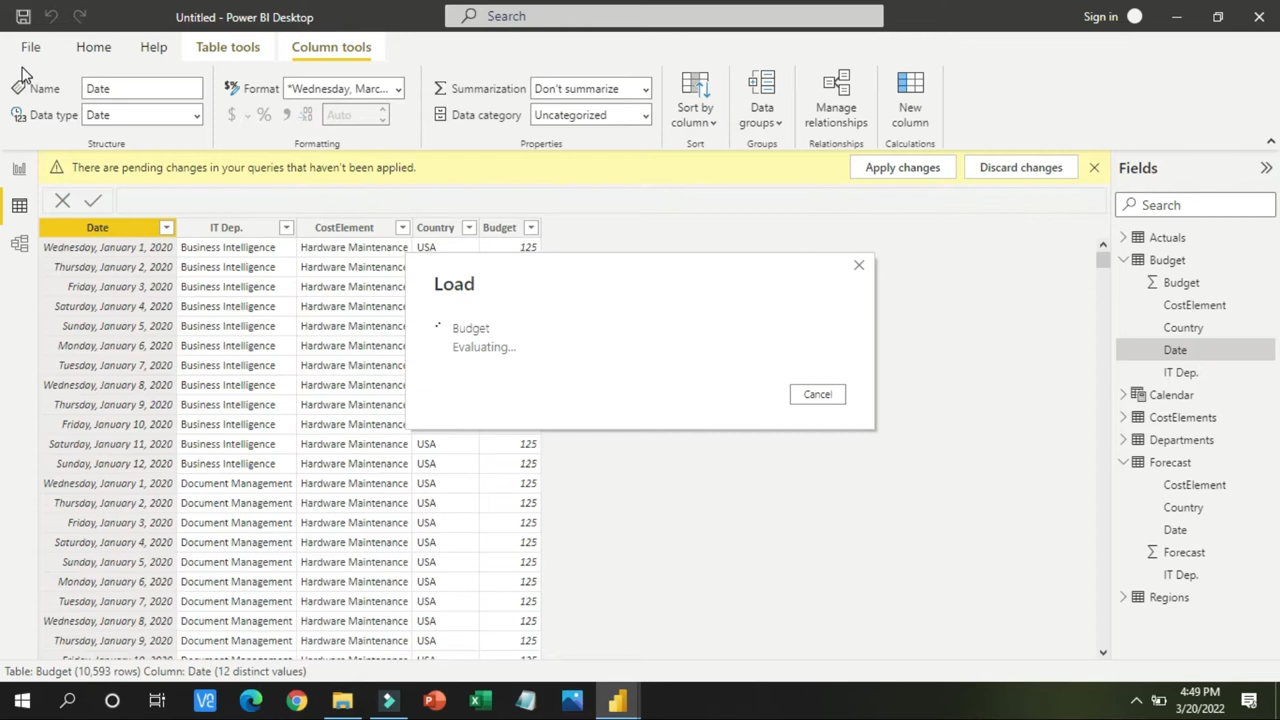 Untitled - Power BI Desktop
Search
Sign in
File
Home
Help
Table tools
Column tools
Name
Date
Data type
Date
Structure
Format
*Wednesday, Marc...
$
%
Auto
Formatting
Summarization
Don't summarize
Data category
Uncategorized
Properties
Sort by
column
Sort
Data
groups
Groups
Manage
relationships
Relationships
New
column
Calculations
There are pending changes in your queries that haven't been applied.
Apply changes
Discard changes
Date IT Dep. CostElement Country Budget
Wednesday, January 1, 2020 Business Intelligence Hardware Maintenance USA 125
Thursday, January 2, 2020 Business Intelligence Hardware Maintenance
Friday, January 3, 2020 Business Intelligence Hardware Maintenance
Saturday, January 4, 2020 Business Intelligence Hardware Maintenance
Sunday, January 5, 2020 Business Intelligence Hardware Maintenance
Monday, January 6, 2020 Business Intelligence Hardware Maintenance
Tuesday, January 7, 2020 Business Intelligence Hardware Maintenance
Wednesday, January 8, 2020 Business Intelligence Hardware Maintenance
Thursday, January 9, 2020 Business Intelligence Hardware Maintenance
Friday, January 10, 2020 Business Intelligence Hardware Maintenance
Saturday, January 11, 2020 Business Intelligence Hardware Maintenance USA 125
Sunday, January 12, 2020 Business Intelligence Hardware Maintenance USA 125
Wednesday, January 1, 2020 Document Management Hardware Maintenance USA 125
Thursday, January 2, 2020 Document Management Hardware Maintenance USA 125
Friday, January 3, 2020 Document Management Hardware Maintenance USA 125
Saturday, January 4, 2020 Document Management Hardware Maintenance USA 125
Sunday, January 5, 2020 Document Management Hardware Maintenance USA 125
Monday, January 6, 2020 Document Management Hardware Maintenance USA 125
Tuesday, January 7, 2020 Document Management Hardware Maintenance USA 125
Wednesday, January 8, 2020 Document Management Hardware Maintenance USA 125
Thursday, January 9, 2020 Document Management Hardware Maintenance USA 125
Load
Budget
Evaluating...
Cancel
Fields
Search
Actuals
Budget
Budget
CostElement
Country
Date
IT Dep.
Calendar
CostElements
Departments
Forecast
CostElement
Country
Date
Forecast
IT Dep.
Regions
Table: Budget (10,593 rows) Column: Date (12 distinct values)
4:49 PM
3/20/2022